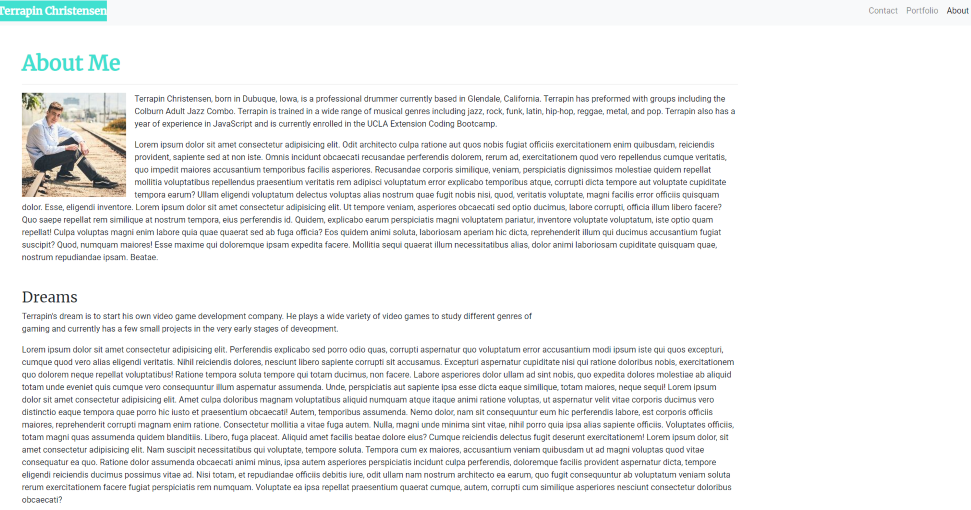 Terrapin Christensen
Contact Portfolio About
About Me
Terrapin Christensen, born in Dubuque, Iowa, is a professional drummer currently based in Glendale, California. Terrapin has preformed with groups including the
Colburn Adult Jazz Combo. Terrapin is trained in a wide range of musical genres including jazz, rock, funk, latin, hip-hop, reggae, metal, and pop. Terrapin also has a
year of experience in JavaScript and is currently enrolled in the UCLA Extension Coding Bootcamp.
Lorem ipsum dolor sit amet consectetur adipisicing elit. Odit architecto culpa ratione aut quos nobis fugiat officiis exercitationem enim quibusdam, reiciendis
provident, sapiente sed at non iste. Omnis incidunt obcaecati recusandae perferendis dolorem, rerum ad, exercitationem quod vero repellendus cumque veritatis,
quo impedit maiores accusantium temporibus facilis asperiores. Recusandae corporis similique, veniam, perspiciatis dignissimos molestiae quidem repellat
mollitia voluptatibus repellendus praesentium veritatis rem adipisci voluptatum error explicabo temporibus atque, corrupti dicta tempore aut voluptate cupiditate
tempora earum? Ullam eligendi voluptatum delectus voluptas alias nostrum quae fugit nobis nisi, quod, veritatis voluptate, magni facilis error officiis quisquam
dolor. Esse, eligendi inventore. Lorem ipsum dolor sit amet consectetur adipisicing elit. Ut tempore veniam, asperiores obcaecati sed optio ducimus, labore corrupti, officia illum libero facere?
Quo saepe repellat rem similique at nostrum tempora, eius perferendis id. Quidem, explicabo earum perspiciatis magni voluptatem pariatur, inventore voluptate voluptatum, iste optio quam
repellat! Culpa voluptas magni enim labore quia quae quaerat sed ab fuga officia? Eos quidem animi soluta, laboriosam aperiam hic dicta, reprehenderit illum qui ducimus accusantium fugiat
suscipit? Quod, numquam maiores! Esse maxime qui doloremque ipsam expedita facere. Mollitia sequi quaerat illum necessitatibus alias, dolor animi laboriosam cupiditate quisquam quae,
nostrum repudiandae ipsam. Beatae.
Dreams
Terrapin's dream is to start his own video game development company. He plays a wide variety of video games to study different genres of
gaming and currently has a few small projects in the very early stages of deveopment.
Lorem ipsum dolor sit amet consectetur adipisicing elit. Perferendis explicabo sed porro odio quas, corrupti aspernatur quo voluptatum error accusantium modi ipsum iste qui quos excepturi,
cumque quod vero alias eligendi veritatis. Nihil reiciendis dolores, nesciunt libero sapiente corrupti sit accusamus. Excepturi aspernatur cupiditate nisi qui ratione doloribus nobis, exercitationem
quo dolorem neque repellat voluptatibus! Ratione tempora soluta tempore qui totam ducimus, non facere. Labore asperiores dolor ullam ad sint nobis, quo expedita dolores molestiae ab aliquid
totam unde eveniet quis cumque vero consequuntur illum aspernatur assumenda. Unde, perspiciatis aut sapiente ipsa esse dicta eaque similique, totam maiores, neque sequi! Lorem ipsum
dolor sit amet consectetur adipisicing elit. Amet culpa doloribus magnam voluptatibus aliquid numquam atque itaque animi ratione voluptas, ut aspernatur velit vitae corporis ducimus vero
distinctio eaque tempora quae porro hic iusto et praesentium obcaecati! Autem, temporibus assumenda. Nemo dolor, nam sit consequuntur eum hic perferendis labore, est corporis officiis
maiores, reprehenderit corrupti magnam enim ratione. Consectetur mollitia a vitae fuga autem. Nulla, magni unde minima sint vitae, nihil porro quia ipsa alias sapiente officiis. Voluptates officiis,
totam magni quas assumenda quidem blanditiis. Libero, fuga placeat. Aliquid amet facilis beatae dolore eius? Cumque reiciendis delectus fugit deserunt exercitationem! Lorem ipsum dolor, sit
amet consectetur adipisicing elit. Nam suscipit necessitatibus qui voluptate, tempore soluta. Tempora cum ex maiores, accusantium veniam quibusdam ut ad magni voluptas quod vitae
consequatur ea quo. Ratione dolor assumenda obcaecati animi minus, ipsa autem asperiores perspiciatis incidunt culpa perferendis, doloremque facilis provident aspernatur dicta, tempore
eligendi reiciendis ducimus possimus vitae ad. Nisi totam, et repudiandae officiis debitis iure, odit ullam nam nostrum architecto ea earum, quo fugit consequuntur ab voluptatum veniam soluta
rerum exercitationem facere fugiat perspiciatis rem numquam. Voluptate ea ipsa repellat praesentium quaerat cumque, autem, corrupti cum similique asperiores nesciunt consectetur doloribus
obcaecati?